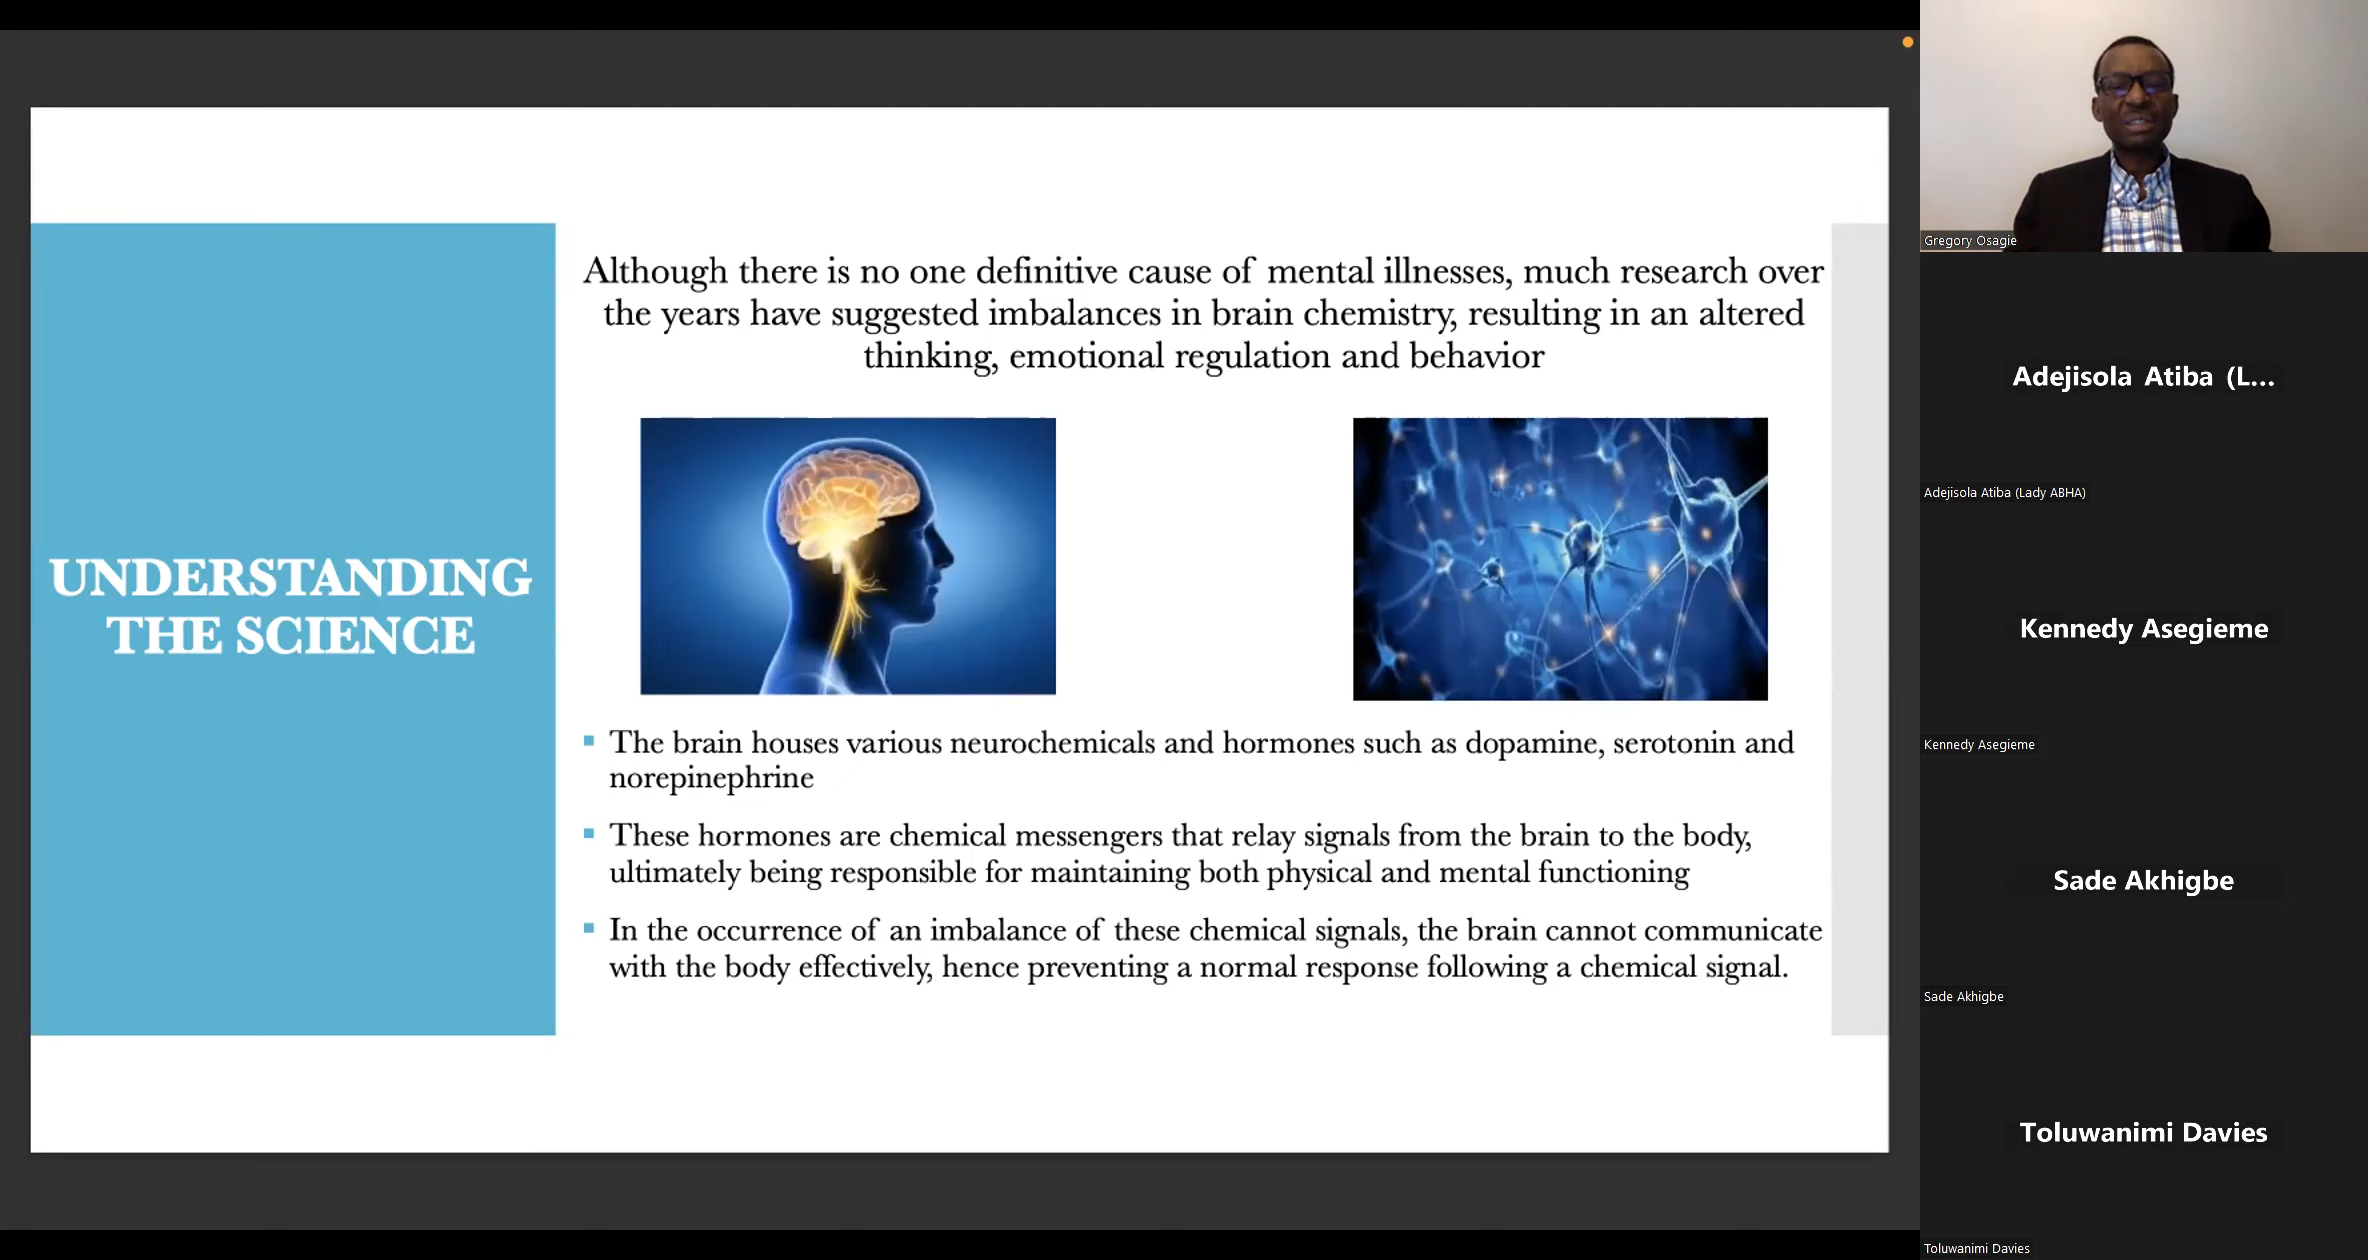 UNDERSTANDING
THE SCIENCE
Although there is no one definitive cause of mental illnesses, much research over
the years have suggested imbalances in brain chemistry, resulting in an altered
thinking, emotional regulation and behavior
▪ The brain houses various neurochemicals and hormones such as dopamine, serotonin and
norepinephrine
▪ These hormones are chemical messengers that relay signals from the brain to the body,
ultimately being responsible for maintaining both physical and mental functioning
▪ In the occurrence of an imbalance of these chemical signals, the brain cannot communicate
with the body effectively, hence preventing a normal response following a chemical signal.
Gregory Osagie
Adejisola Atiba (L...
Adejisola Atiba (Lady ABHA)
Kennedy Asegieme
Kennedy Asegieme
Sade Akhigbe
Sade Akhigbe
Toluwanimi Davies
Toluwanimi Davies